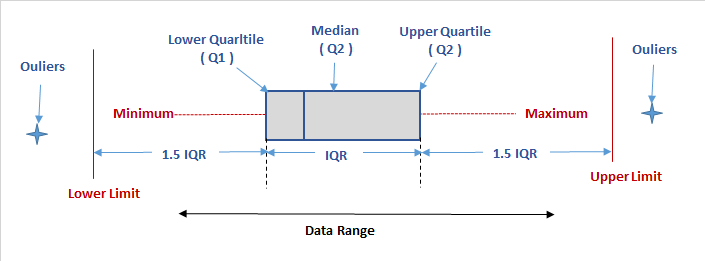 Lower Quarltile
( Q1 )
Median
( Q2 )
Upper Quartile
( Q2 )
Ouliers
Ouliers
Minimum
Maximum
1.5 IQR
IQR
1.5 IQR
Lower Limit
Upper Limit
Data Range